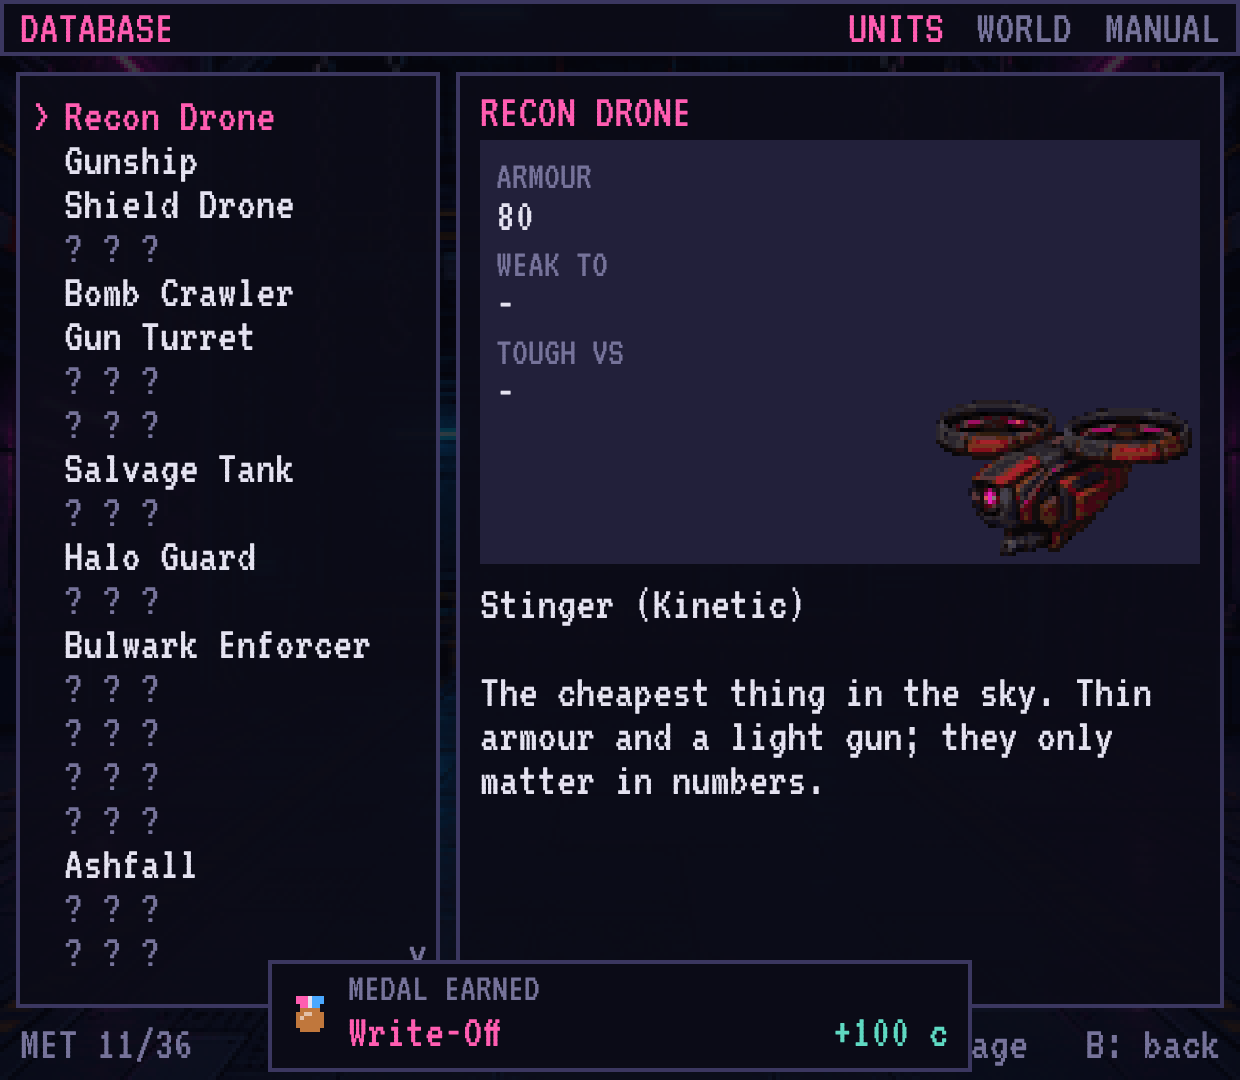 DATABASE
UNITS WORLD MANUAL
> Recon Drone
Gunship
Shield Drone
? ? ?
Bomb Crawler
Gun Turret
? ? ?
? ? ?
Salvage Tank
? ? ?
Halo Guard
? ? ?
Bulwark Enforcer
? ? ?
? ? ?
? ? ?
? ? ?
Ashfall
? ? ?
? ? ?
RECON DRONE
ARMOUR
80
WEAK TO
-
TOUGH VS
-
Stinger (Kinetic)
The cheapest thing in the sky. Thin
armour and a light gun; they only
matter in numbers.
MEDAL EARNED
Write-Off
+100 c
MET 11/36
B: back